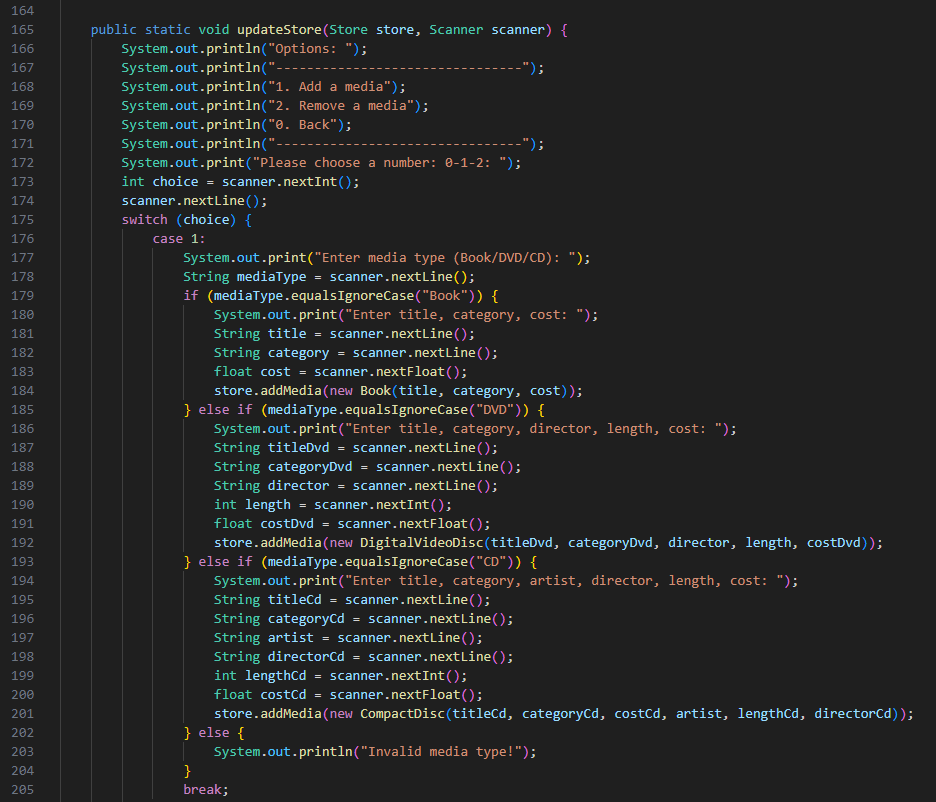 164
165 public static void updateStore(Store store, Scanner scanner) {
166 System.out.println("Options: ");
167 System.out.println("--------------------------------");
168 System.out.println("1. Add a media");
169 System.out.println("2. Remove a media");
170 System.out.println("0. Back");
171 System.out.println("--------------------------------");
172 System.out.print("Please choose a number: 0-1-2: ");
173 int choice = scanner.nextInt();
174 scanner.nextLine();
175 switch (choice) {
176 case 1:
177 System.out.print("Enter media type (Book/DVD/CD): ");
178 String mediaType = scanner.nextLine();
179 if (mediaType.equalsIgnoreCase("Book")) {
180 System.out.print("Enter title, category, cost: ");
181 String title = scanner.nextLine();
182 String category = scanner.nextLine();
183 float cost = scanner.nextFloat();
184 store.addMedia(new Book(title, category, cost));
185 } else if (mediaType.equalsIgnoreCase("DVD")) {
186 System.out.print("Enter title, category, director, length, cost: ");
187 String titleDvd = scanner.nextLine();
188 String categoryDvd = scanner.nextLine();
189 String director = scanner.nextLine();
190 int length = scanner.nextInt();
191 float costDvd = scanner.nextFloat();
192 store.addMedia(new DigitalVideoDisc(titleDvd, categoryDvd, director, length, costDvd));
193 } else if (mediaType.equalsIgnoreCase("CD")) {
194 System.out.print("Enter title, category, artist, director, length, cost: ");
195 String titleCd = scanner.nextLine();
196 String categoryCd = scanner.nextLine();
197 String artist = scanner.nextLine();
198 String directorCd = scanner.nextLine();
199 int lengthCd = scanner.nextInt();
200 float costCd = scanner.nextFloat();
201 store.addMedia(new CompactDisc(titleCd, categoryCd, costCd, artist, lengthCd, directorCd));
202 } else {
203 System.out.println("Invalid media type!");
204 }
205 break;